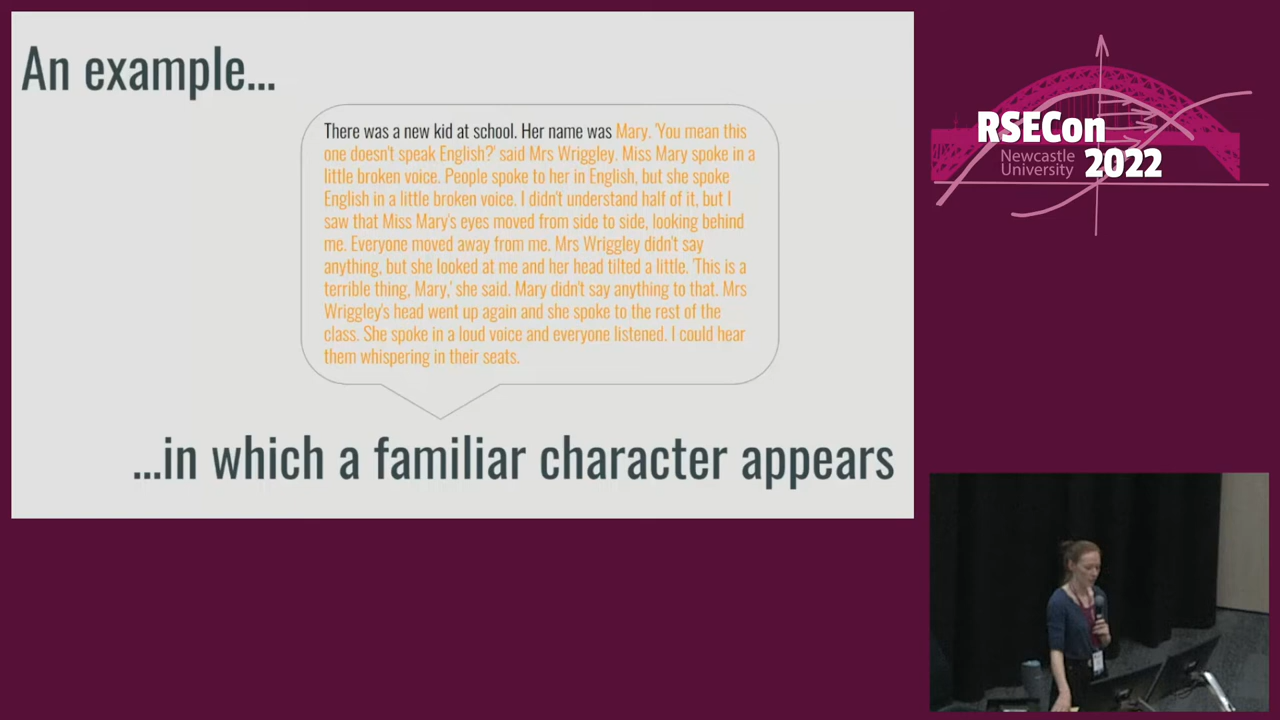 An example...
There was a new kid at school. Her name was Mary. 'You mean this
one doesn't speak English?' said Mrs Wriggley. Miss Mary spoke in a
little broken voice. People spoke to her in English, but she spoke
English in a little broken voice. I didn't understand half of it, but I
saw that Miss Mary's eyes moved from side to side, looking behind
me. Everyone moved away from me. Mrs Wriggley didn't say
anything, but she looked at me and her head tilted a little. 'This is a
terrible thing, Mary,' she said. Mary didn't say anything to that. Mrs
Wriggley's head went up again and she spoke to the rest of the
class. She spoke in a loud voice and everyone listened. I could hear
them whispering in their seats.
...in which a familiar character appears
RSECon
Newcastle
University
2022